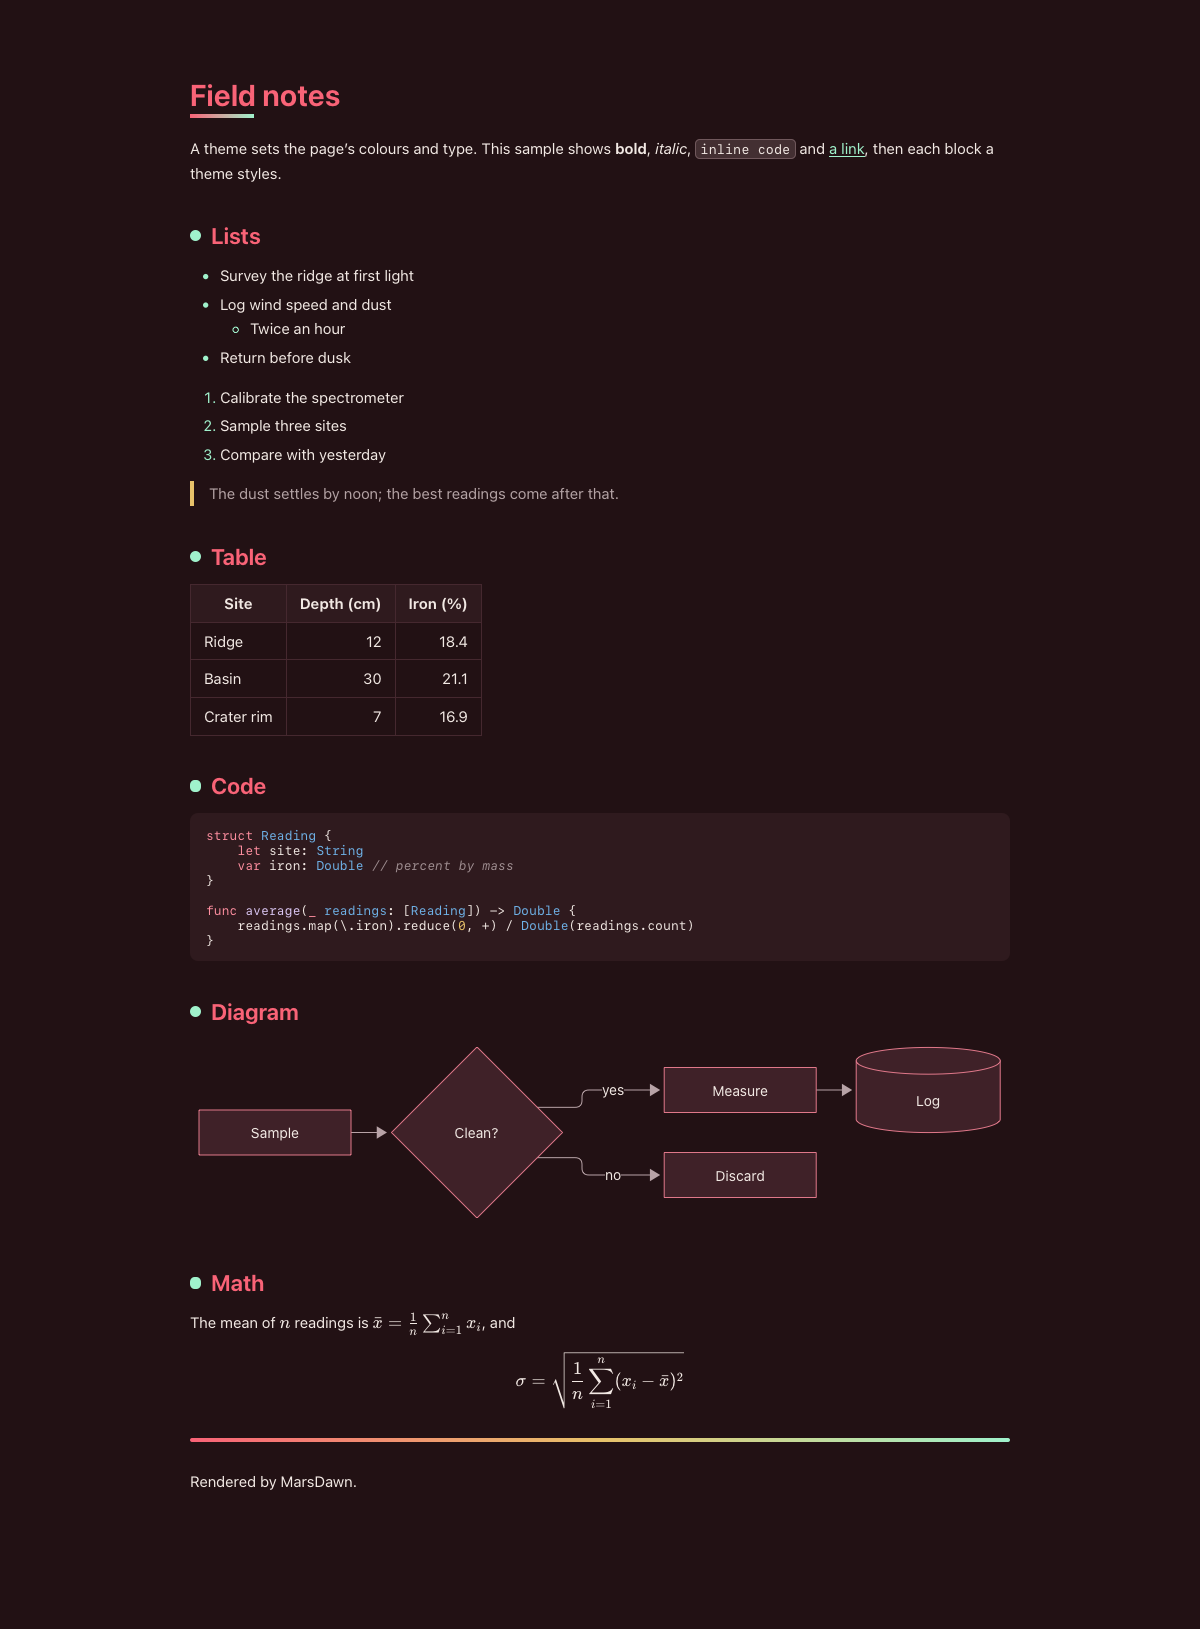 Field notes
A theme sets the page's colours and type. This sample shows bold, italic, inline code and a link, then each block a
theme styles.
Lists
• Survey the ridge at first light
• Log wind speed and dust
◦ Twice an hour
• Return before dusk
1. Calibrate the spectrometer
2. Sample three sites
3. Compare with yesterday
The dust settles by noon; the best readings come after that.
Table
Site Depth (cm) Iron (%)
Ridge 12 18.4
Basin 30 21.1
Crater rim 7 16.9
Code
struct Reading {
    let site: String
    var iron: Double // percent by mass
}
func average(_ readings: [Reading]) -> Double {
    readings.map(\.iron).reduce(0, +) / Double(readings.count)
}
Diagram
Sample
Clean?
yes
no
Measure
Discard
Log
Math
The mean of n readings is x̄ = 1/n ∑ᵢ₌₁ⁿ xᵢ, and
σ = √(1/n ∑ᵢ₌₁ⁿ (xᵢ − x̄)²)
Rendered by MarsDawn.